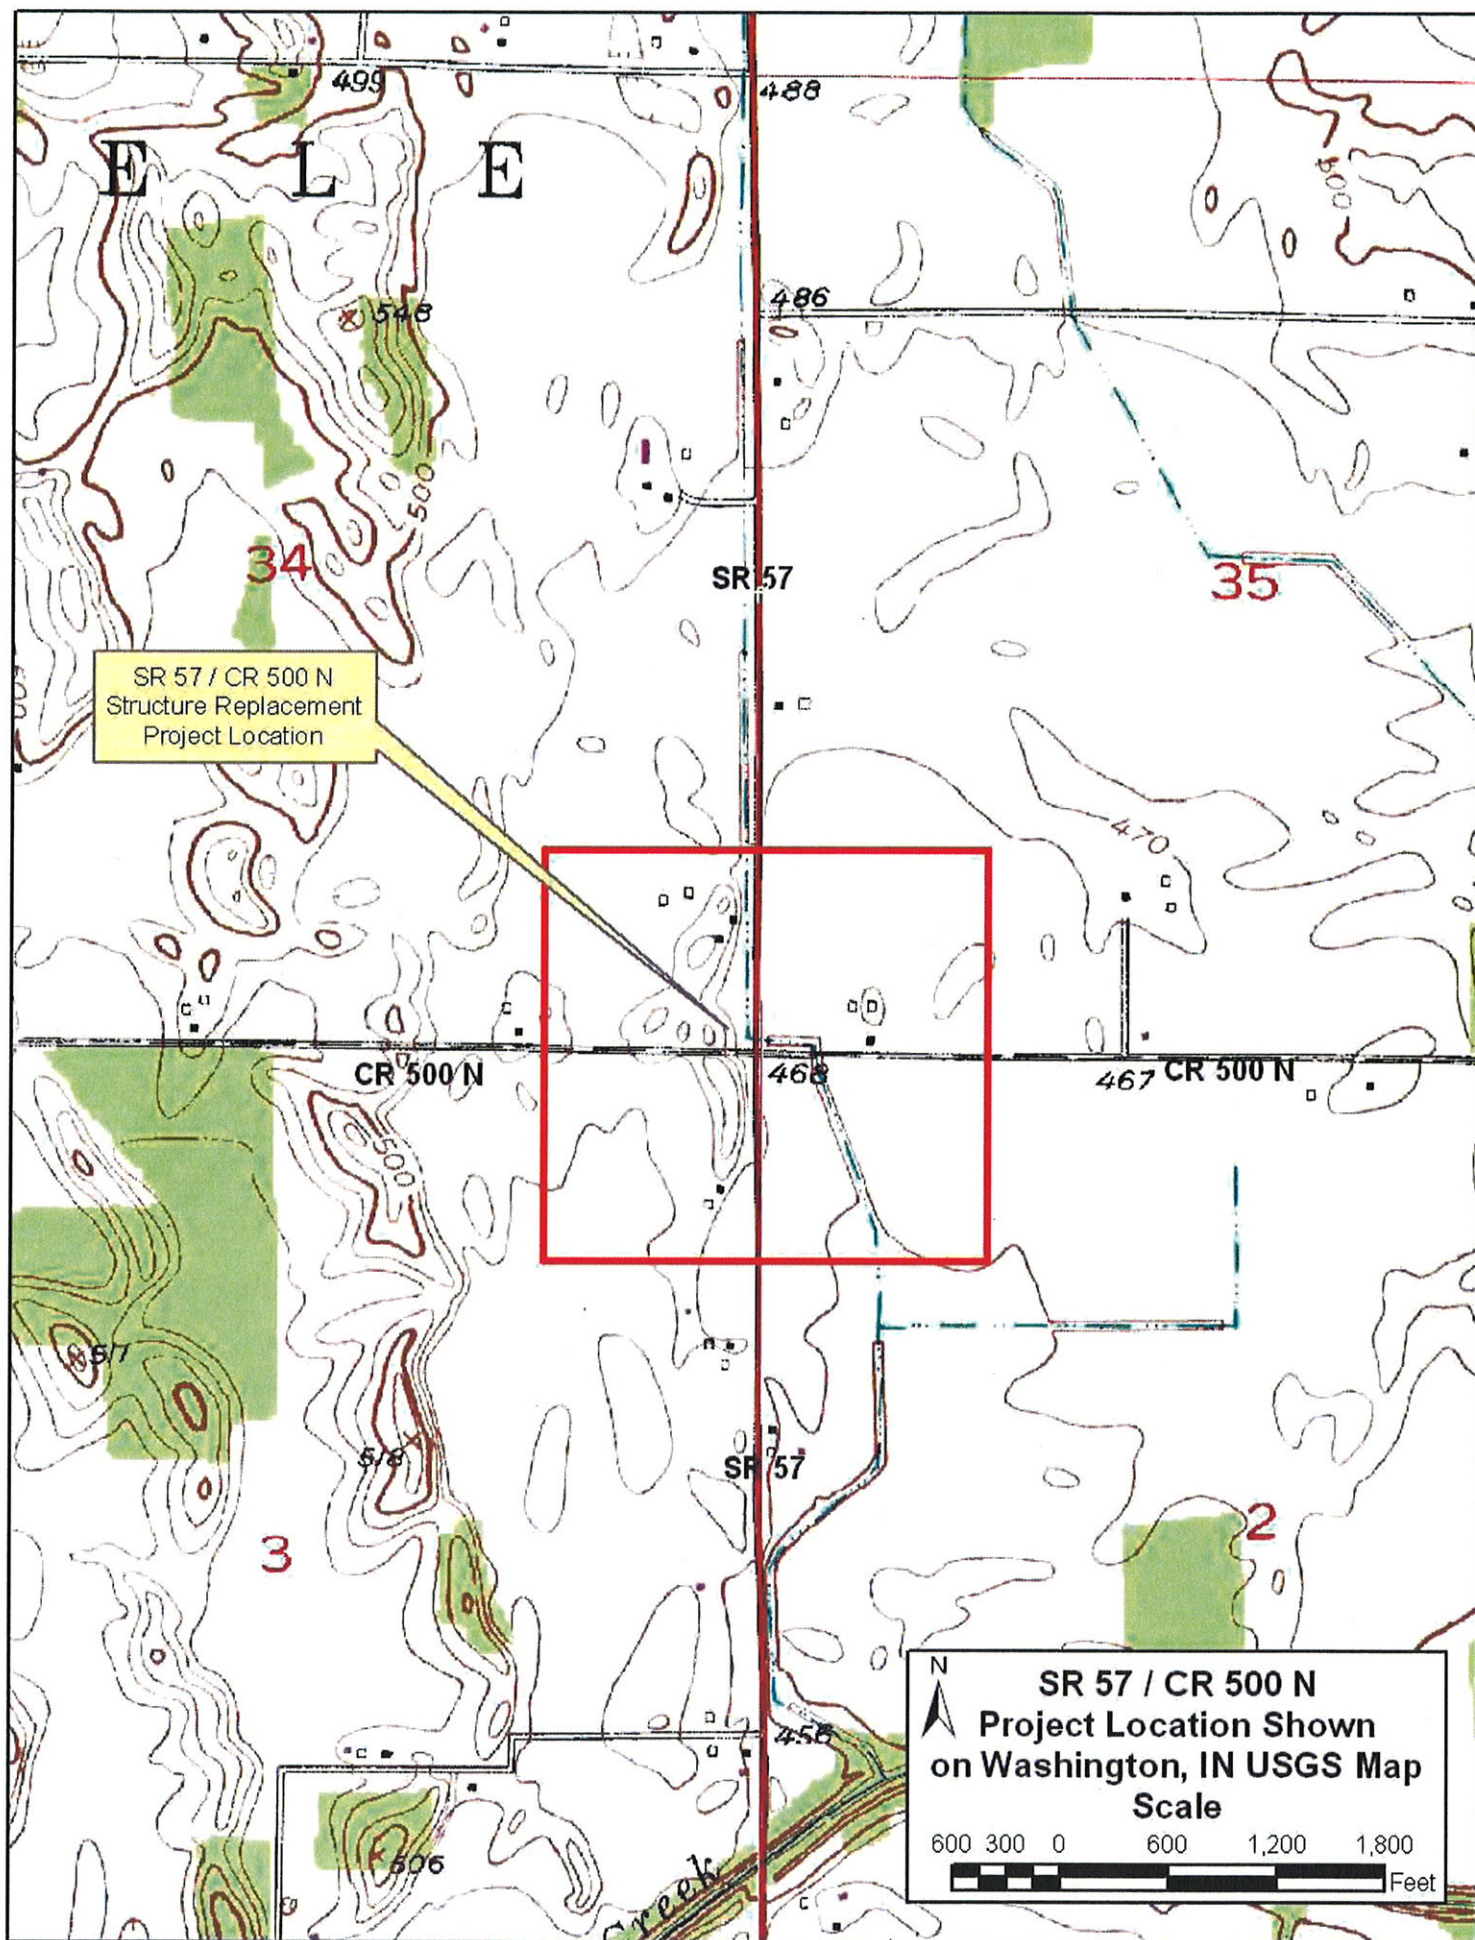 499
488
E L E
600
486
548
500
34
SR 57
35
SR 57 / CR 500 N
Structure Replacement
Project Location
470
CR 500 N
468
467
CR 500 N
500
517
518
SR 57
3
2
456
506
Creek
N
SR 57 / CR 500 N
Project Location Shown
on Washington, IN USGS Map
Scale
600 300 0 600 1,200 1,800
Feet